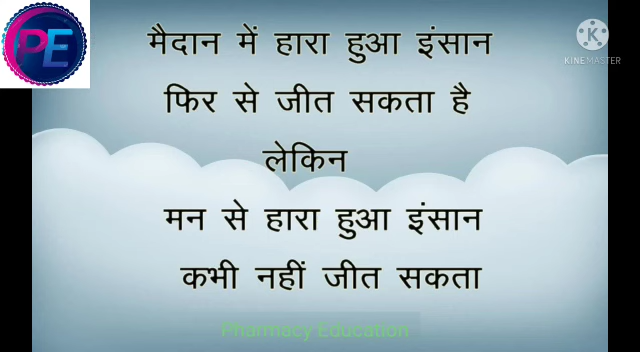 PE
KINEMASTER
मैदान में हारा हुआ इंसान
फिर से जीत सकता है
लेकिन
मन से हारा हुआ इंसान
कभी नहीं जीत सकता
Pharmacy Education